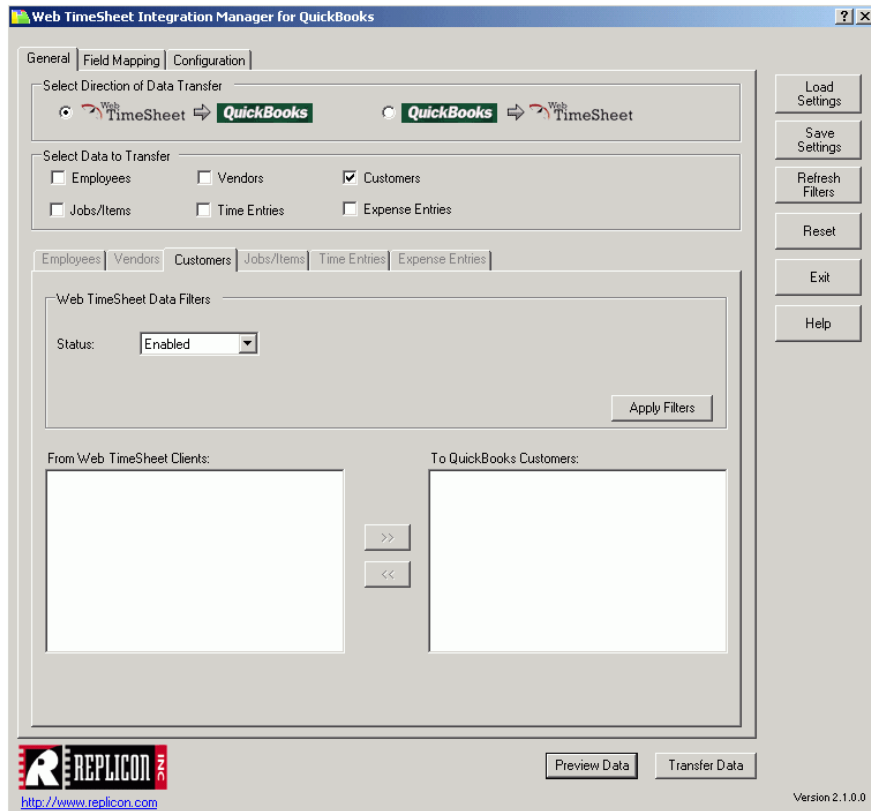 Web TimeSheet Integration Manager for QuickBooks
General Field Mapping Configuration
Select Direction of Data Transfer
Web TimeSheet QuickBooks QuickBooks Web TimeSheet
Load Settings
Save Settings
Refresh Filters
Reset
Exit
Help
Select Data to Transfer
Employees Vendors Customers
Jobs/Items Time Entries Expense Entries
Employees Vendors Customers Jobs/Items Time Entries Expense Entries
Web TimeSheet Data Filters
Status: Enabled
Apply Filters
From Web TimeSheet Clients: To QuickBooks Customers:
>>
<<
R REPLICON INC
http://www.replicon.com
Preview Data Transfer Data
Version 2.1.0.0